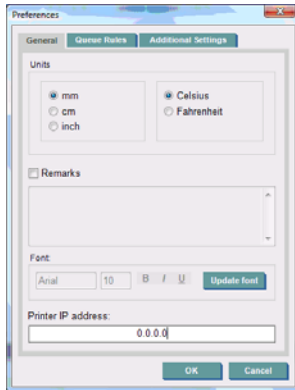 Preferences
General Queue Rules Additional Settings
Units
mm Celsius
cm Fahrenheit
inch
Remarks
Font
Arial 10 B I U Update font
Printer IP address:
0.0.0.0
OK Cancel